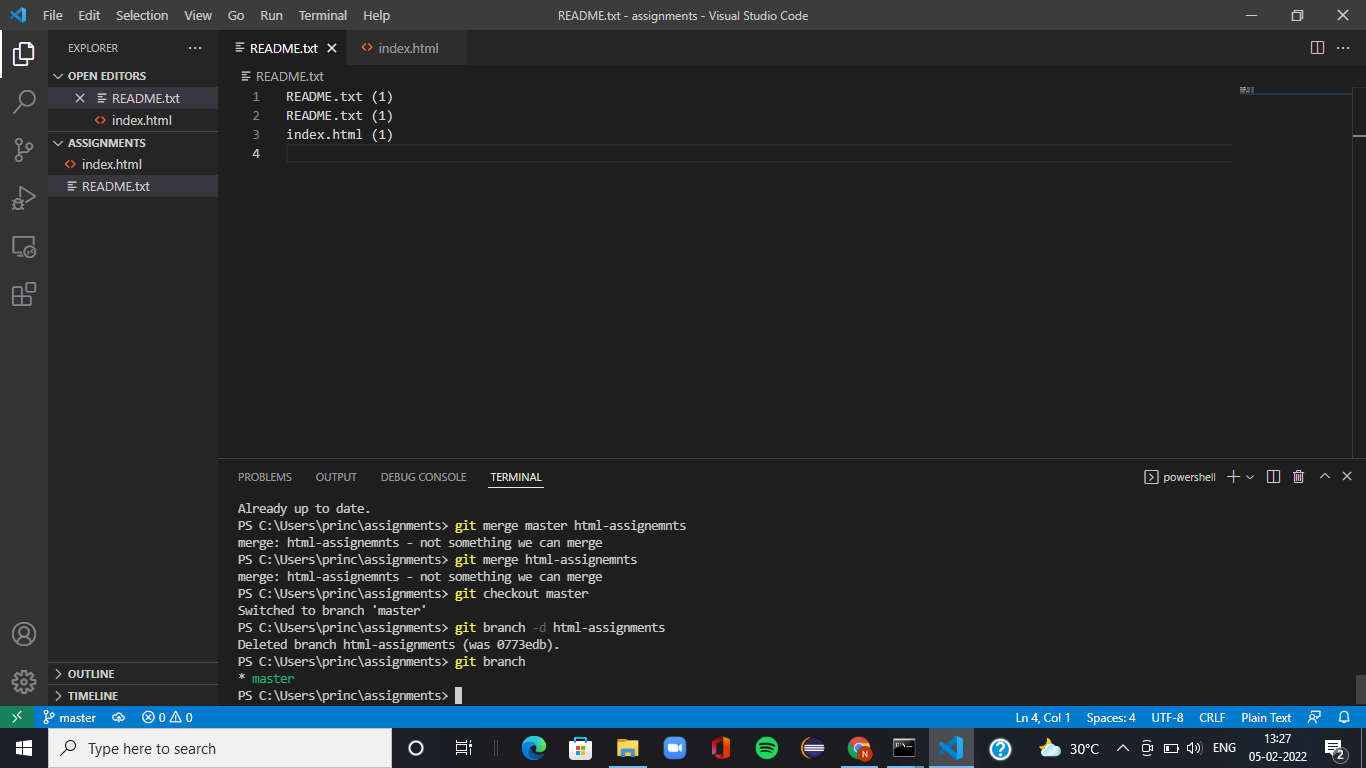 File Edit Selection View Go Run Terminal Help README.txt - assignments - Visual Studio Code
EXPLORER
OPEN EDITORS
README.txt
index.html
ASSIGNMENTS
index.html
README.txt
OUTLINE
TIMELINE
README.txt index.html
README.txt
1 README.txt (1)
2 README.txt (1)
3 index.html (1)
4
PROBLEMS OUTPUT DEBUG CONSOLE TERMINAL powershell
Already up to date.
PS C:\Users\princ\assignments> git merge master html-assignemnts
merge: html-assignemnts - not something we can merge
PS C:\Users\princ\assignments> git merge html-assignemnts
merge: html-assignemnts - not something we can merge
PS C:\Users\princ\assignments> git checkout master
Switched to branch 'master'
PS C:\Users\princ\assignments> git branch -d html-assignments
Deleted branch html-assignments (was 0773edb).
PS C:\Users\princ\assignments> git branch
* master
PS C:\Users\princ\assignments>
master 0 0 Ln 4, Col 1 Spaces: 4 UTF-8 CRLF Plain Text
Type here to search N 30°C ENG 13:27
05-02-2022 2